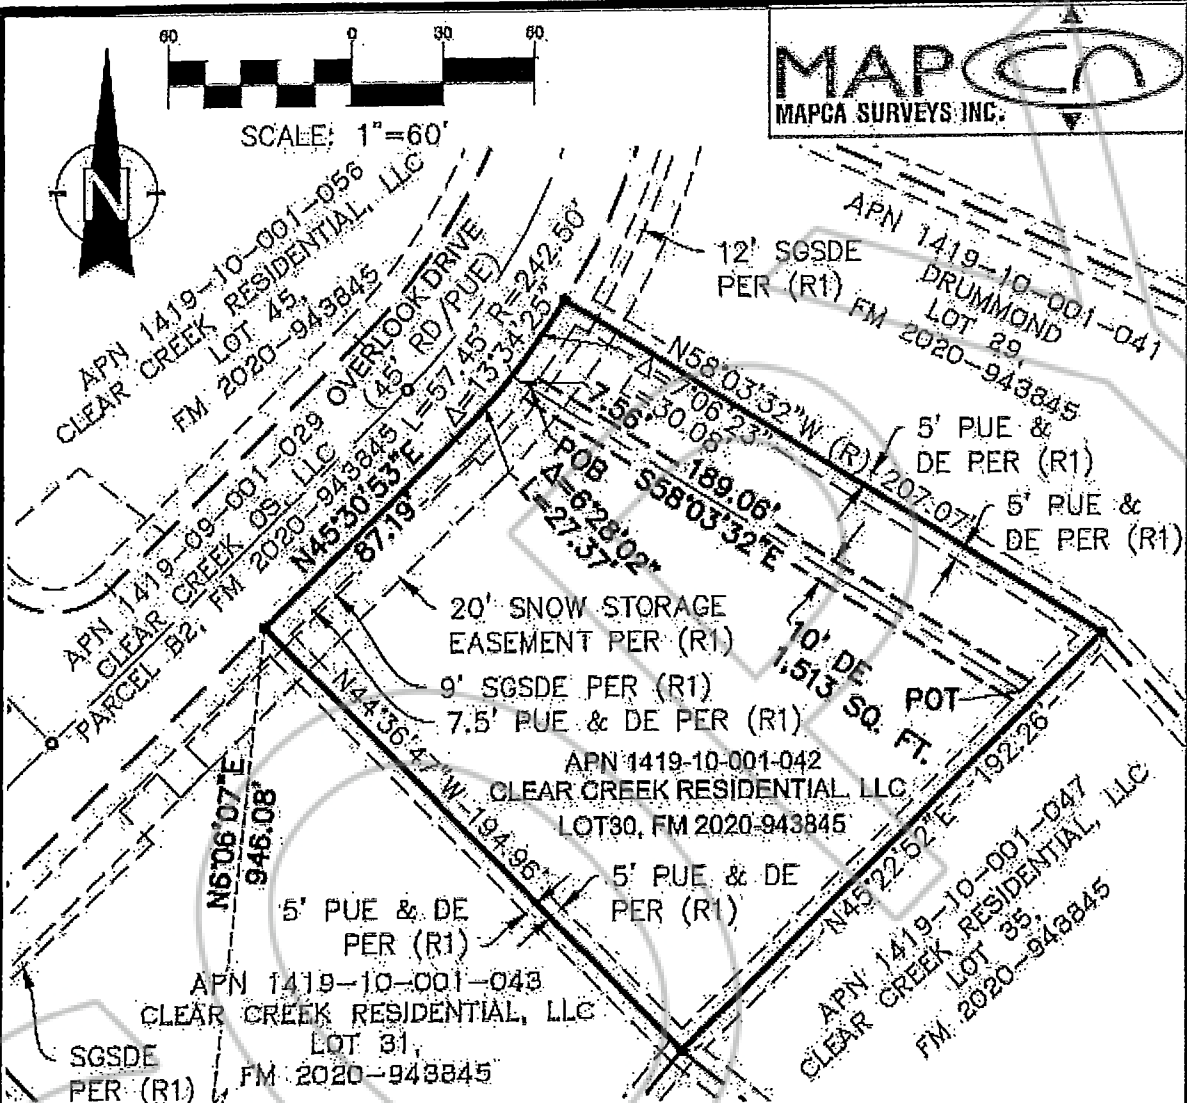 60 0 30 60
SCALE: 1"=60'
MAP
MAPCA SURVEYS INC.
N
APN 1419-10-001-056
CLEAR CREEK RESIDENTIAL, LLC
LOT 45,
FM 2020-943845
OVERLOOK DRIVE
(45' RD/PUE)
L=57.45' R=242.50'
Δ=13°34'25"
12' SGSDE
PER (R1)
APN 1419-10-001-041
DRUMMOND
LOT 29,
FM 2020-943845
N58°03'32"W (R) 207.07'
Δ=7°06'23"
L=30.08'
7.56'
POB
189.06'
S58°03'32"E
Δ=6°28'02"
L=27.37'
5' PUE &
DE PER (R1)
5' PUE &
DE PER (R1)
APN 1419-09-001-029
CLEAR CREEK OS, LLC
PARCEL B2, FM 2020-943845
N45°30'53"E
87.19'
20' SNOW STORAGE
EASEMENT PER (R1)
9' SGSDE PER (R1)
7.5' PUE & DE PER (R1)
10' DE
1,513 SQ. FT.
POT
APN 1419-10-001-042
CLEAR CREEK RESIDENTIAL, LLC
LOT30, FM 2020-943845
N44°36'47"W 194.96'
N45°22'52"E 192.26'
N6°06'07"E
946.08'
5' PUE & DE
PER (R1)
5' PUE & DE
PER (R1)
APN 1419-10-001-047
CLEAR CREEK RESIDENTIAL, LLC
LOT 35,
FM 2020-943845
APN 1419-10-001-043
CLEAR CREEK RESIDENTIAL, LLC
LOT 31,
FM 2020-943845
SGSDE
PER (R1)